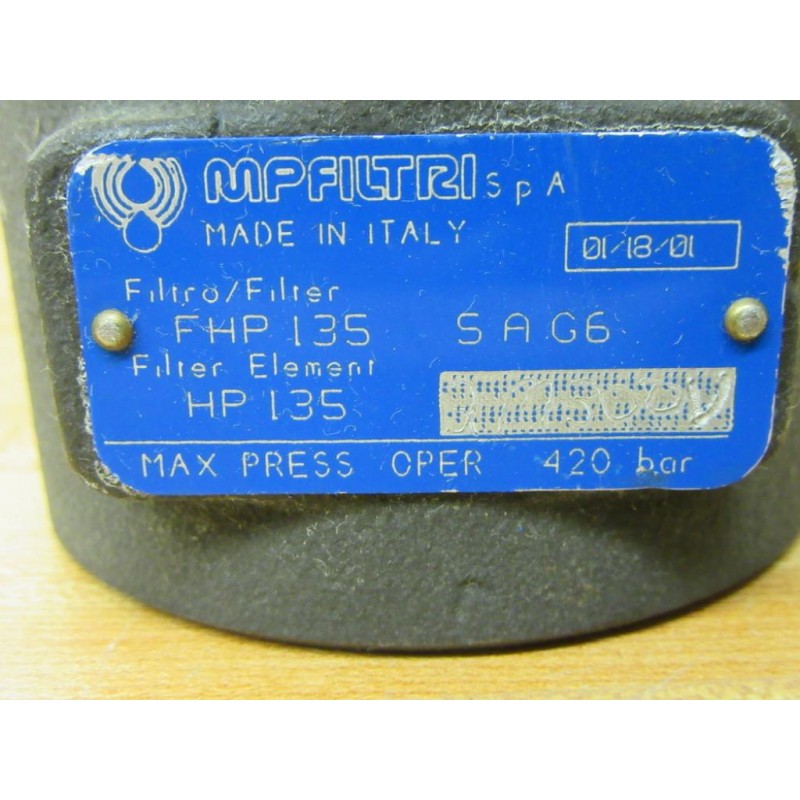 MPFILTRI SpA
MADE IN ITALY
01/18/01
Filtro/Filter
FHP 135 SAG6
Filter Element
HP 135
MAX PRESS OPER 420 bar